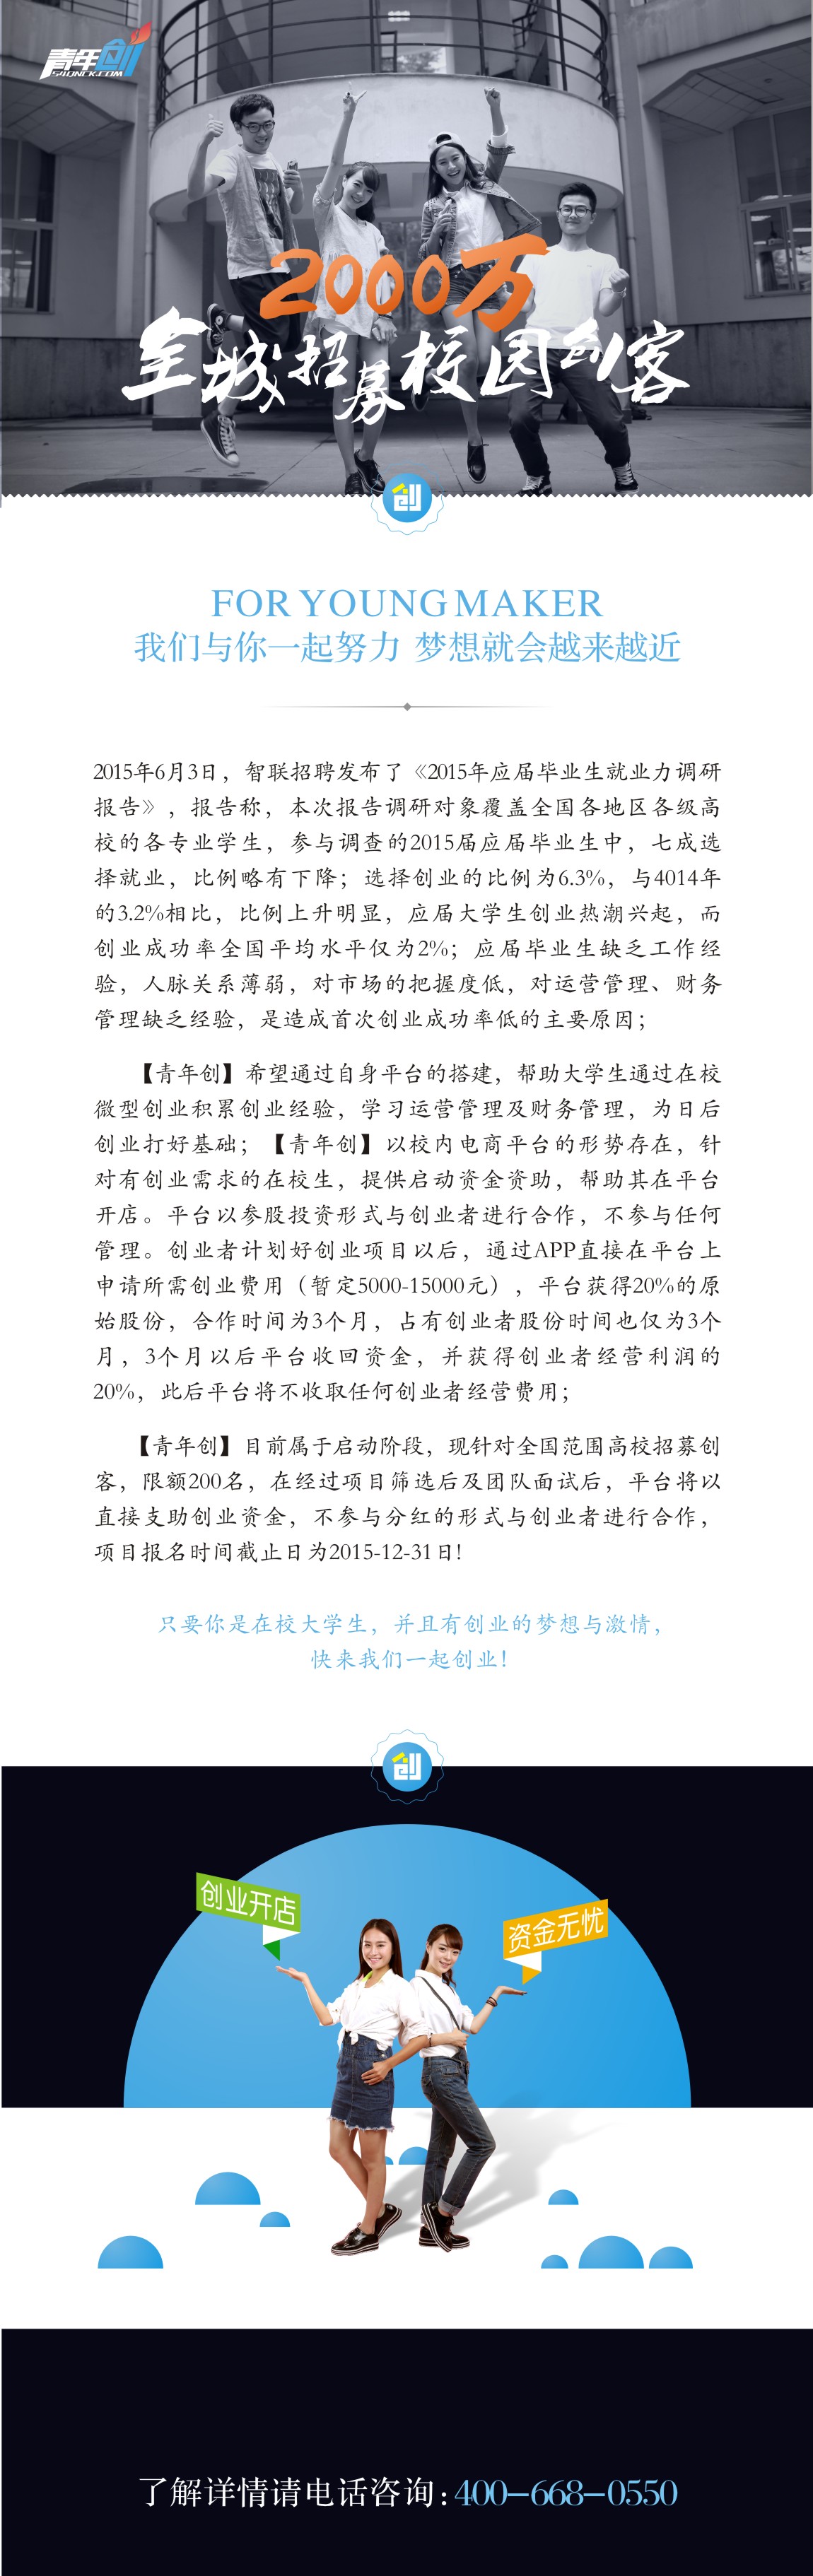 青年创
54QNCK.COM
2000万
全城招募校园创客
创
FOR YOUNG MAKER
我们与你一起努力 梦想就会越来越近
2015年6月3日，智联招聘发布了《2015年应届毕业生就业力调研
报告》，报告称，本次报告调研对象覆盖全国各地区各级高
校的各专业学生，参与调查的2015届应届毕业生中，七成选
择就业，比例略有下降；选择创业的比例为6.3%，与4014年
的3.2%相比，比例上升明显，应届大学生创业热潮兴起，而
创业成功率全国平均水平仅为2%；应届毕业生缺乏工作经
验，人脉关系薄弱，对市场的把握度低，对运营管理、财务
管理缺乏经验，是造成首次创业成功率低的主要原因；
【青年创】希望通过自身平台的搭建，帮助大学生通过在校
微型创业积累创业经验，学习运营管理及财务管理，为日后
创业打好基础；【青年创】以校内电商平台的形势存在，针
对有创业需求的在校生，提供启动资金资助，帮助其在平台
开店。平台以参股投资形式与创业者进行合作，不参与任何
管理。创业者计划好创业项目以后，通过APP直接在平台上
申请所需创业费用（暂定5000-15000元），平台获得20%的原
始股份，合作时间为3个月，占有创业者股份时间也仅为3个
月，3个月以后平台收回资金，并获得创业者经营利润的
20%，此后平台将不收取任何创业者经营费用；
【青年创】目前属于启动阶段，现针对全国范围高校招募创
客，限额200名，在经过项目筛选后及团队面试后，平台将以
直接支助创业资金，不参与分红的形式与创业者进行合作，
项目报名时间截止日为2015-12-31日!
只要你是在校大学生，并且有创业的梦想与激情，
快来我们一起创业！
创
创业开店
资金无忧
了解详情请电话咨询：400-668-0550